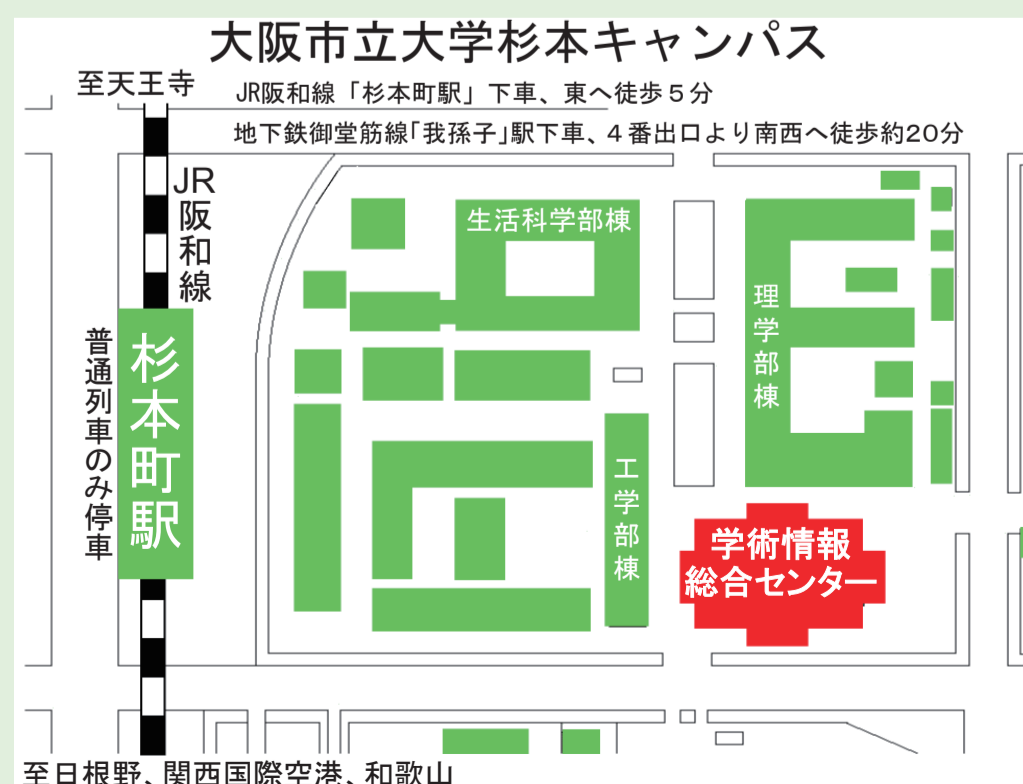 大阪市立大学杉本キャンパス
至天王寺
JR阪和線「杉本町駅」下車、東へ徒歩５分
地下鉄御堂筋線「我孫子」駅下車、４番出口より南西へ徒歩約20分
JR阪和線
生活科学部棟
理学部棟
杉本町駅
普通列車のみ停車
工学部棟
学術情報
総合センター
至日根野、関西国際空港、和歌山